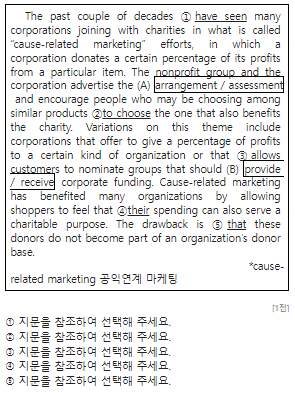 The past couple of decades ① have seen many
corporations joining with charities in what is called
“cause-related marketing” efforts, in which a
corporation donates a certain percentage of its profits
from a particular item. The nonprofit group and the
corporation advertise the (A) arrangement / assessment
and encourage people who may be choosing among
similar products ②to choose the one that also benefits
the charity. Variations on this theme include
corporations that offer to give a percentage of profits
to a certain kind of organization or that ③ allows
customers to nominate groups that should (B) provide
/ receive corporate funding. Cause-related marketing
has benefited many organizations by allowing
shoppers to feel that ④their spending can also serve a
charitable purpose. The drawback is ⑤ that these
donors do not become part of an organization's donor
base.
*cause-
related marketing 공익연계 마케팅
[1점]
① 지문을 참조하여 선택해 주세요.
② 지문을 참조하여 선택해 주세요.
③ 지문을 참조하여 선택해 주세요.
④ 지문을 참조하여 선택해 주세요.
⑤ 지문을 참조하여 선택해 주세요.